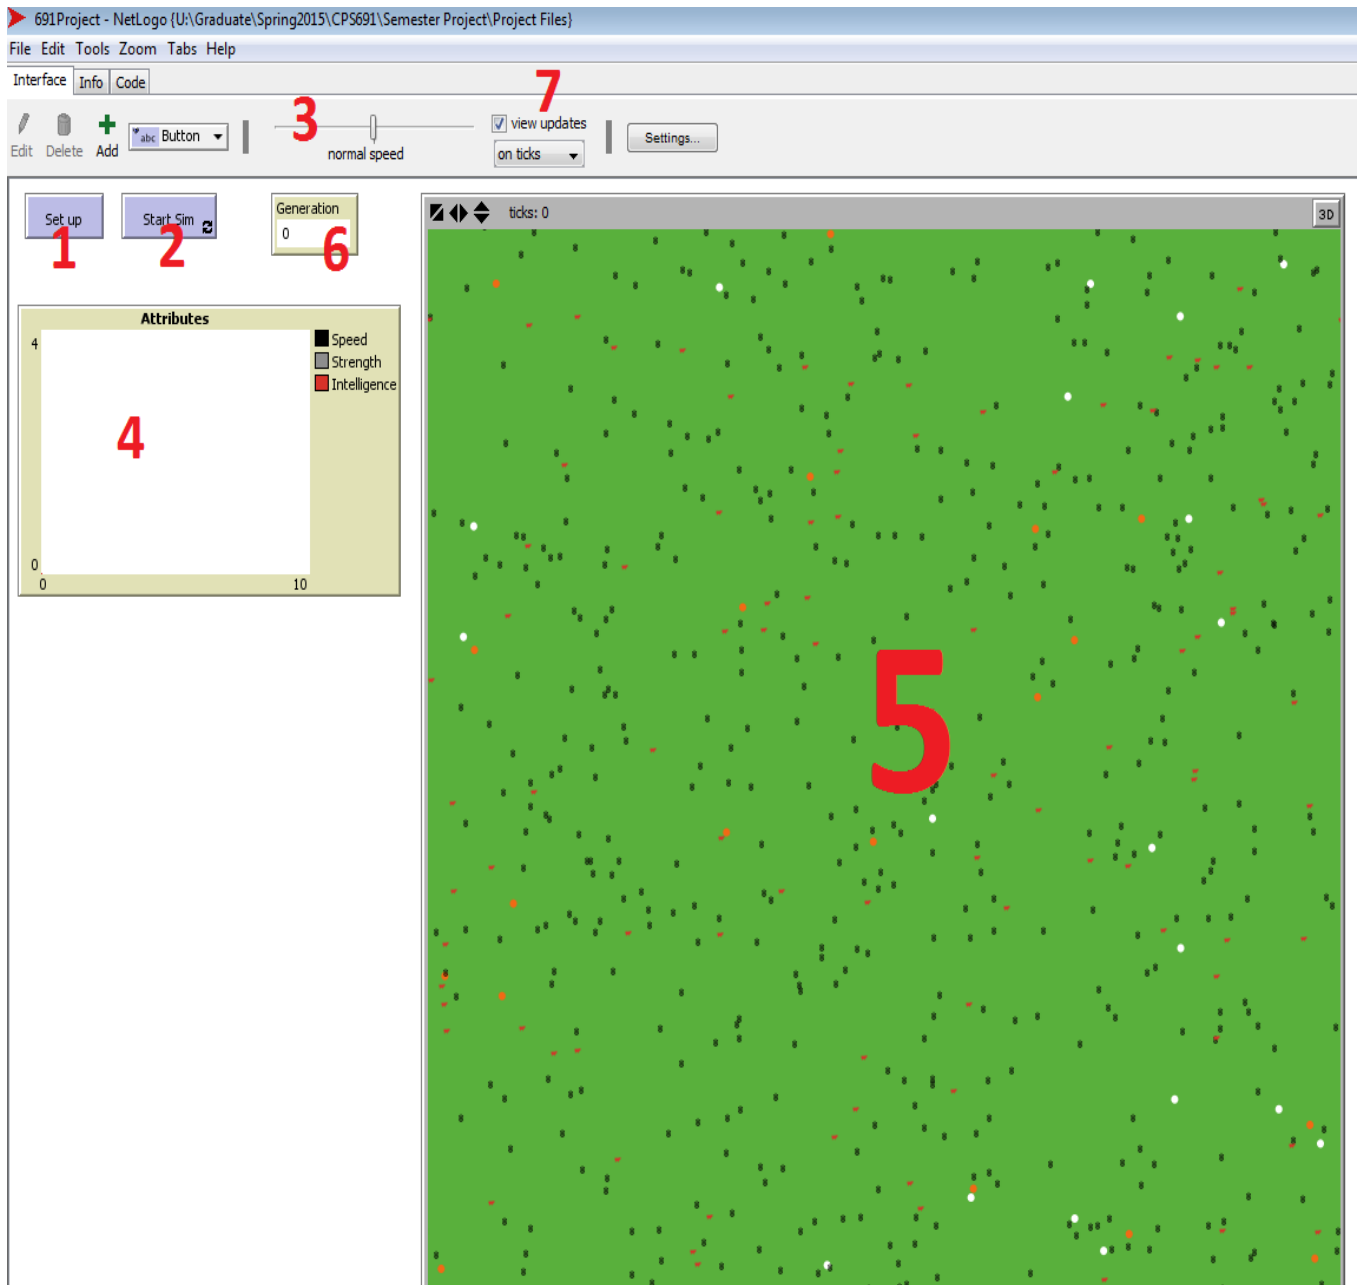 691Project - NetLogo {U:\Graduate\Spring2015\CPS691\Semester Project\Project Files}
File Edit Tools Zoom Tabs Help
Interface Info Code
7
3
Edit Delete Add abc Button
normal speed
view updates
on ticks
Settings...
Set up
1
Start Sim
2
Generation
0
6
ticks: 0
3D
Attributes
4
0
0
10
Speed
Strength
Intelligence
4
5